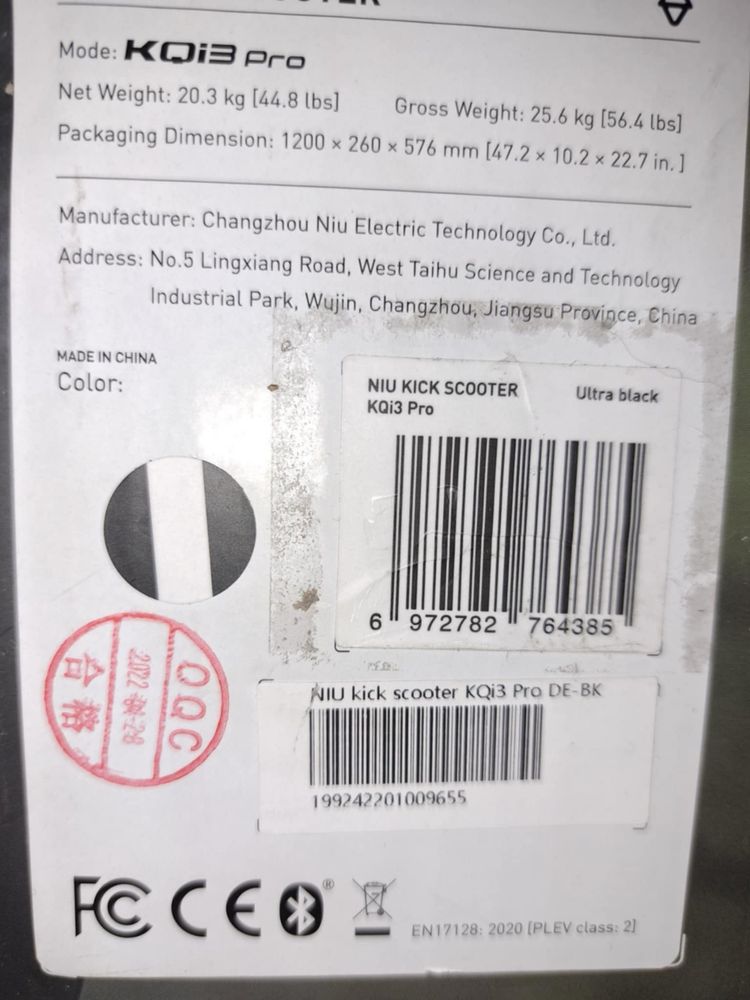 Mode: KQi3 Pro
Net Weight: 20.3 kg [44.8 lbs] Gross Weight: 25.6 kg [56.4 lbs]
Packaging Dimension: 1200 × 260 × 576 mm [47.2 × 10.2 × 22.7 in. ]
Manufacturer: Changzhou Niu Electric Technology Co., Ltd.
Address: No.5 Lingxiang Road, West Taihu Science and Technology
Industrial Park, Wujin, Changzhou, Jiangsu Province, China
MADE IN CHINA
Color:
NIU KICK SCOOTER Ultra black
KQi3 Pro
6 972782 764385
OQC
合格
NIU kick scooter KQi3 Pro DE-BK
199242201009655
FC CE ®
EN17128: 2020 [PLEV class: 2]